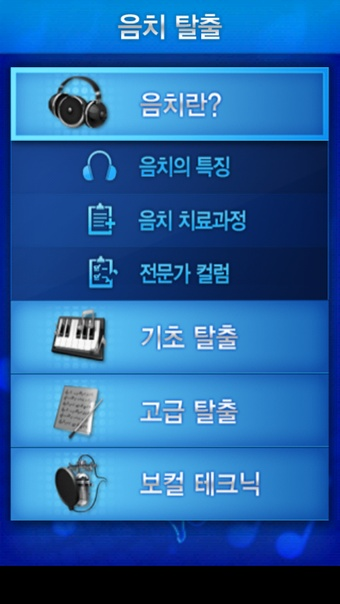 음치 탈출
음치란?
음치의 특징
음치 치료과정
전문가 컬럼
기초 탈출
고급 탈출
보컬 테크닉